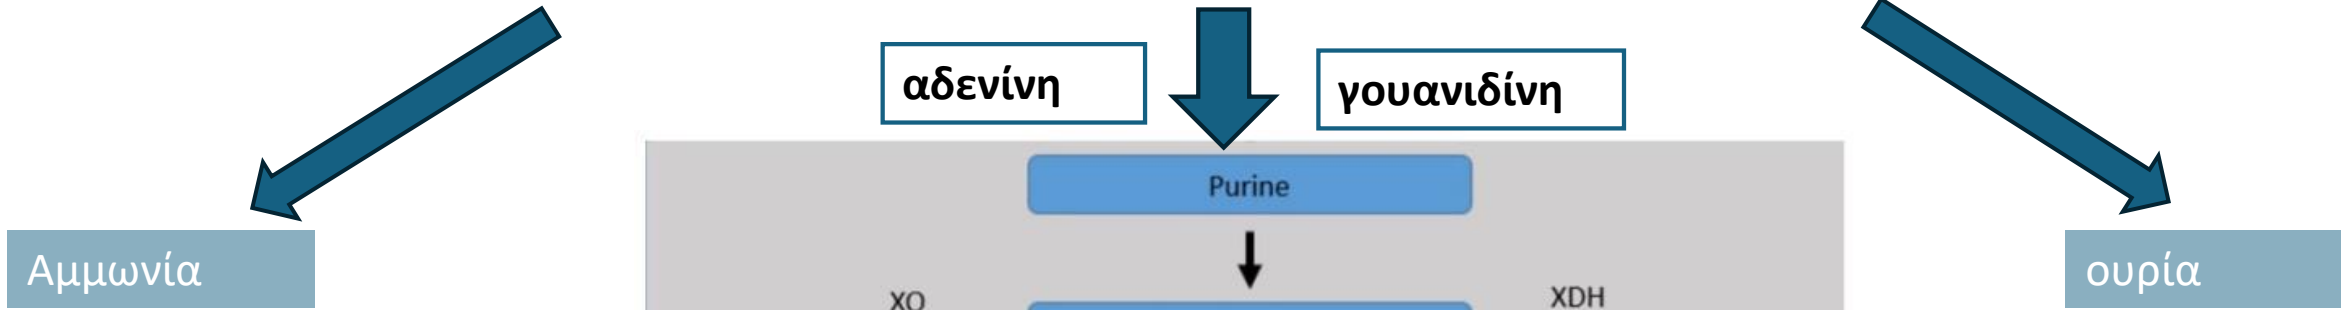 αδενίνη
γουανιδίνη
Purine
Αμμωνία
ουρία
XO
XDH